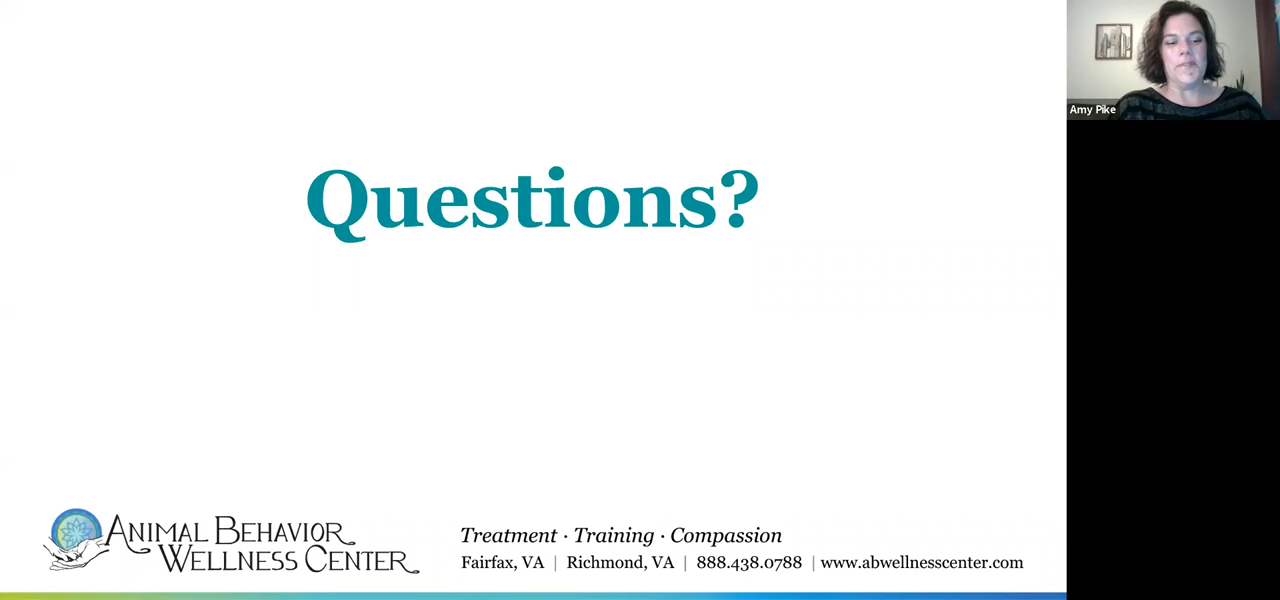 Questions?
Amy Pike
ANIMAL BEHAVIOR
WELLNESS CENTER
Treatment · Training · Compassion
Fairfax, VA | Richmond, VA | 888.438.0788 | www.abwellnesscenter.com